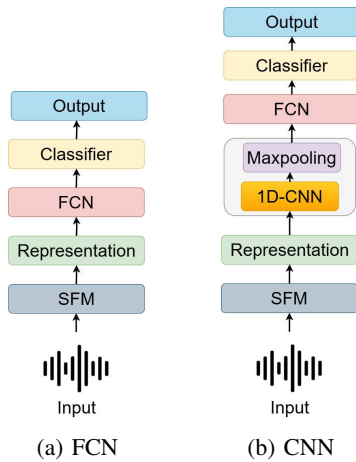 Output
Classifier
FCN
Representation
SFM
Input
(a) FCN
Output
Classifier
FCN
Maxpooling
1D-CNN
Representation
SFM
Input
(b) CNN